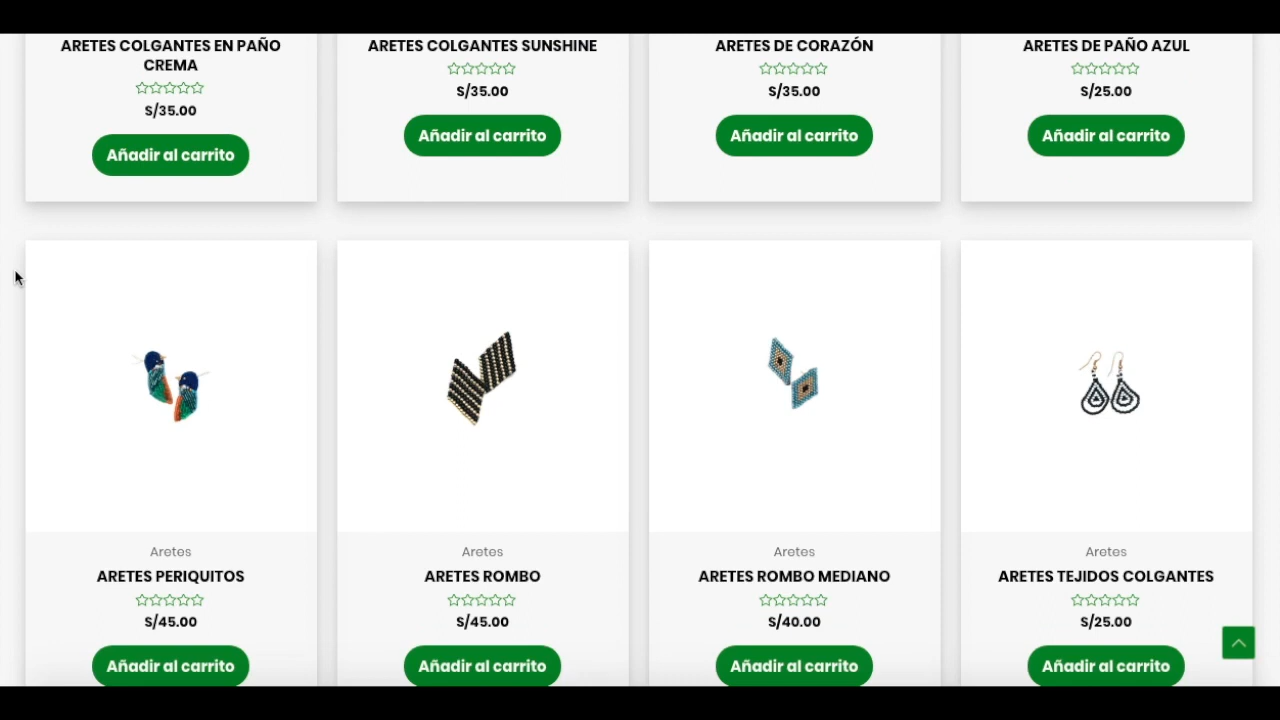 ARETES COLGANTES EN PAÑO
CREMA
S/35.00
Añadir al carrito
ARETES COLGANTES SUNSHINE
S/35.00
Añadir al carrito
ARETES DE CORAZÓN
S/35.00
Añadir al carrito
ARETES DE PAÑO AZUL
S/25.00
Añadir al carrito
Aretes
ARETES PERIQUITOS
S/45.00
Añadir al carrito
Aretes
ARETES ROMBO
S/45.00
Añadir al carrito
Aretes
ARETES ROMBO MEDIANO
S/40.00
Añadir al carrito
Aretes
ARETES TEJIDOS COLGANTES
S/25.00
Añadir al carrito